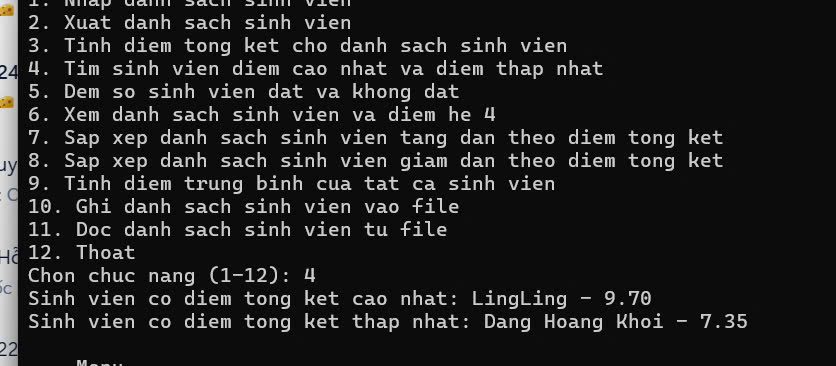 1. Nhap danh sach sinh vien
2. Xuat danh sach sinh vien
3. Tinh diem tong ket cho danh sach sinh vien
4. Tim sinh vien diem cao nhat va diem thap nhat
5. Dem so sinh vien dat va khong dat
6. Xem danh sach sinh vien va diem he 4
7. Sap xep danh sach sinh vien tang dan theo diem tong ket
8. Sap xep danh sach sinh vien giam dan theo diem tong ket
9. Tinh diem trung binh cua tat ca sinh vien
10. Ghi danh sach sinh vien vao file
11. Doc danh sach sinh vien tu file
12. Thoat
Chon chuc nang (1-12): 4
Sinh vien co diem tong ket cao nhat: LingLing - 9.70
Sinh vien co diem tong ket thap nhat: Dang Hoang Khoi - 7.35
Menu
24
uy
22